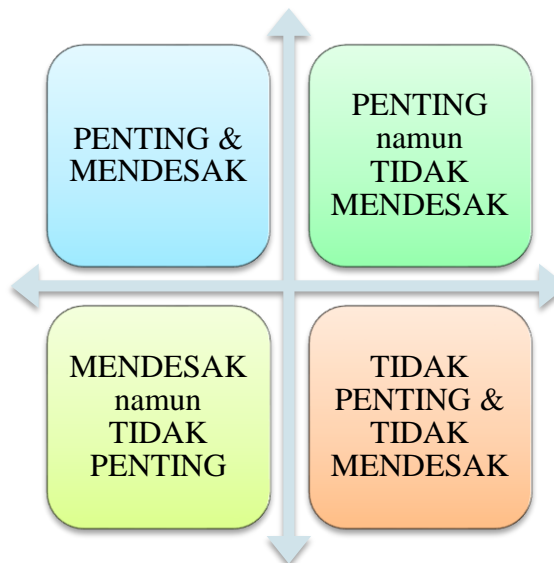 PENTING &
MENDESAK
PENTING
namun
TIDAK
MENDESAK
MENDESAK
namun
TIDAK
PENTING
TIDAK
PENTING &
TIDAK
MENDESAK